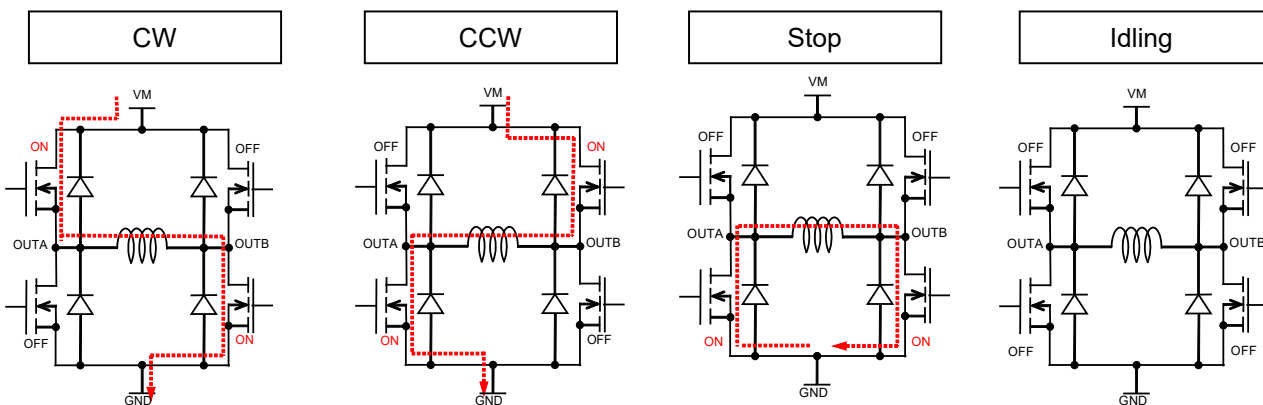 CW
CCW
Stop
Idling
VM
ON
OFF
OUTA
OUTB
OFF
ON
GND
VM
OFF
ON
OUTA
OUTB
ON
OFF
GND
VM
OFF
OFF
OUTA
OUTB
ON
ON
GND
VM
OFF
OFF
OUTA
OUTB
OFF
OFF
GND